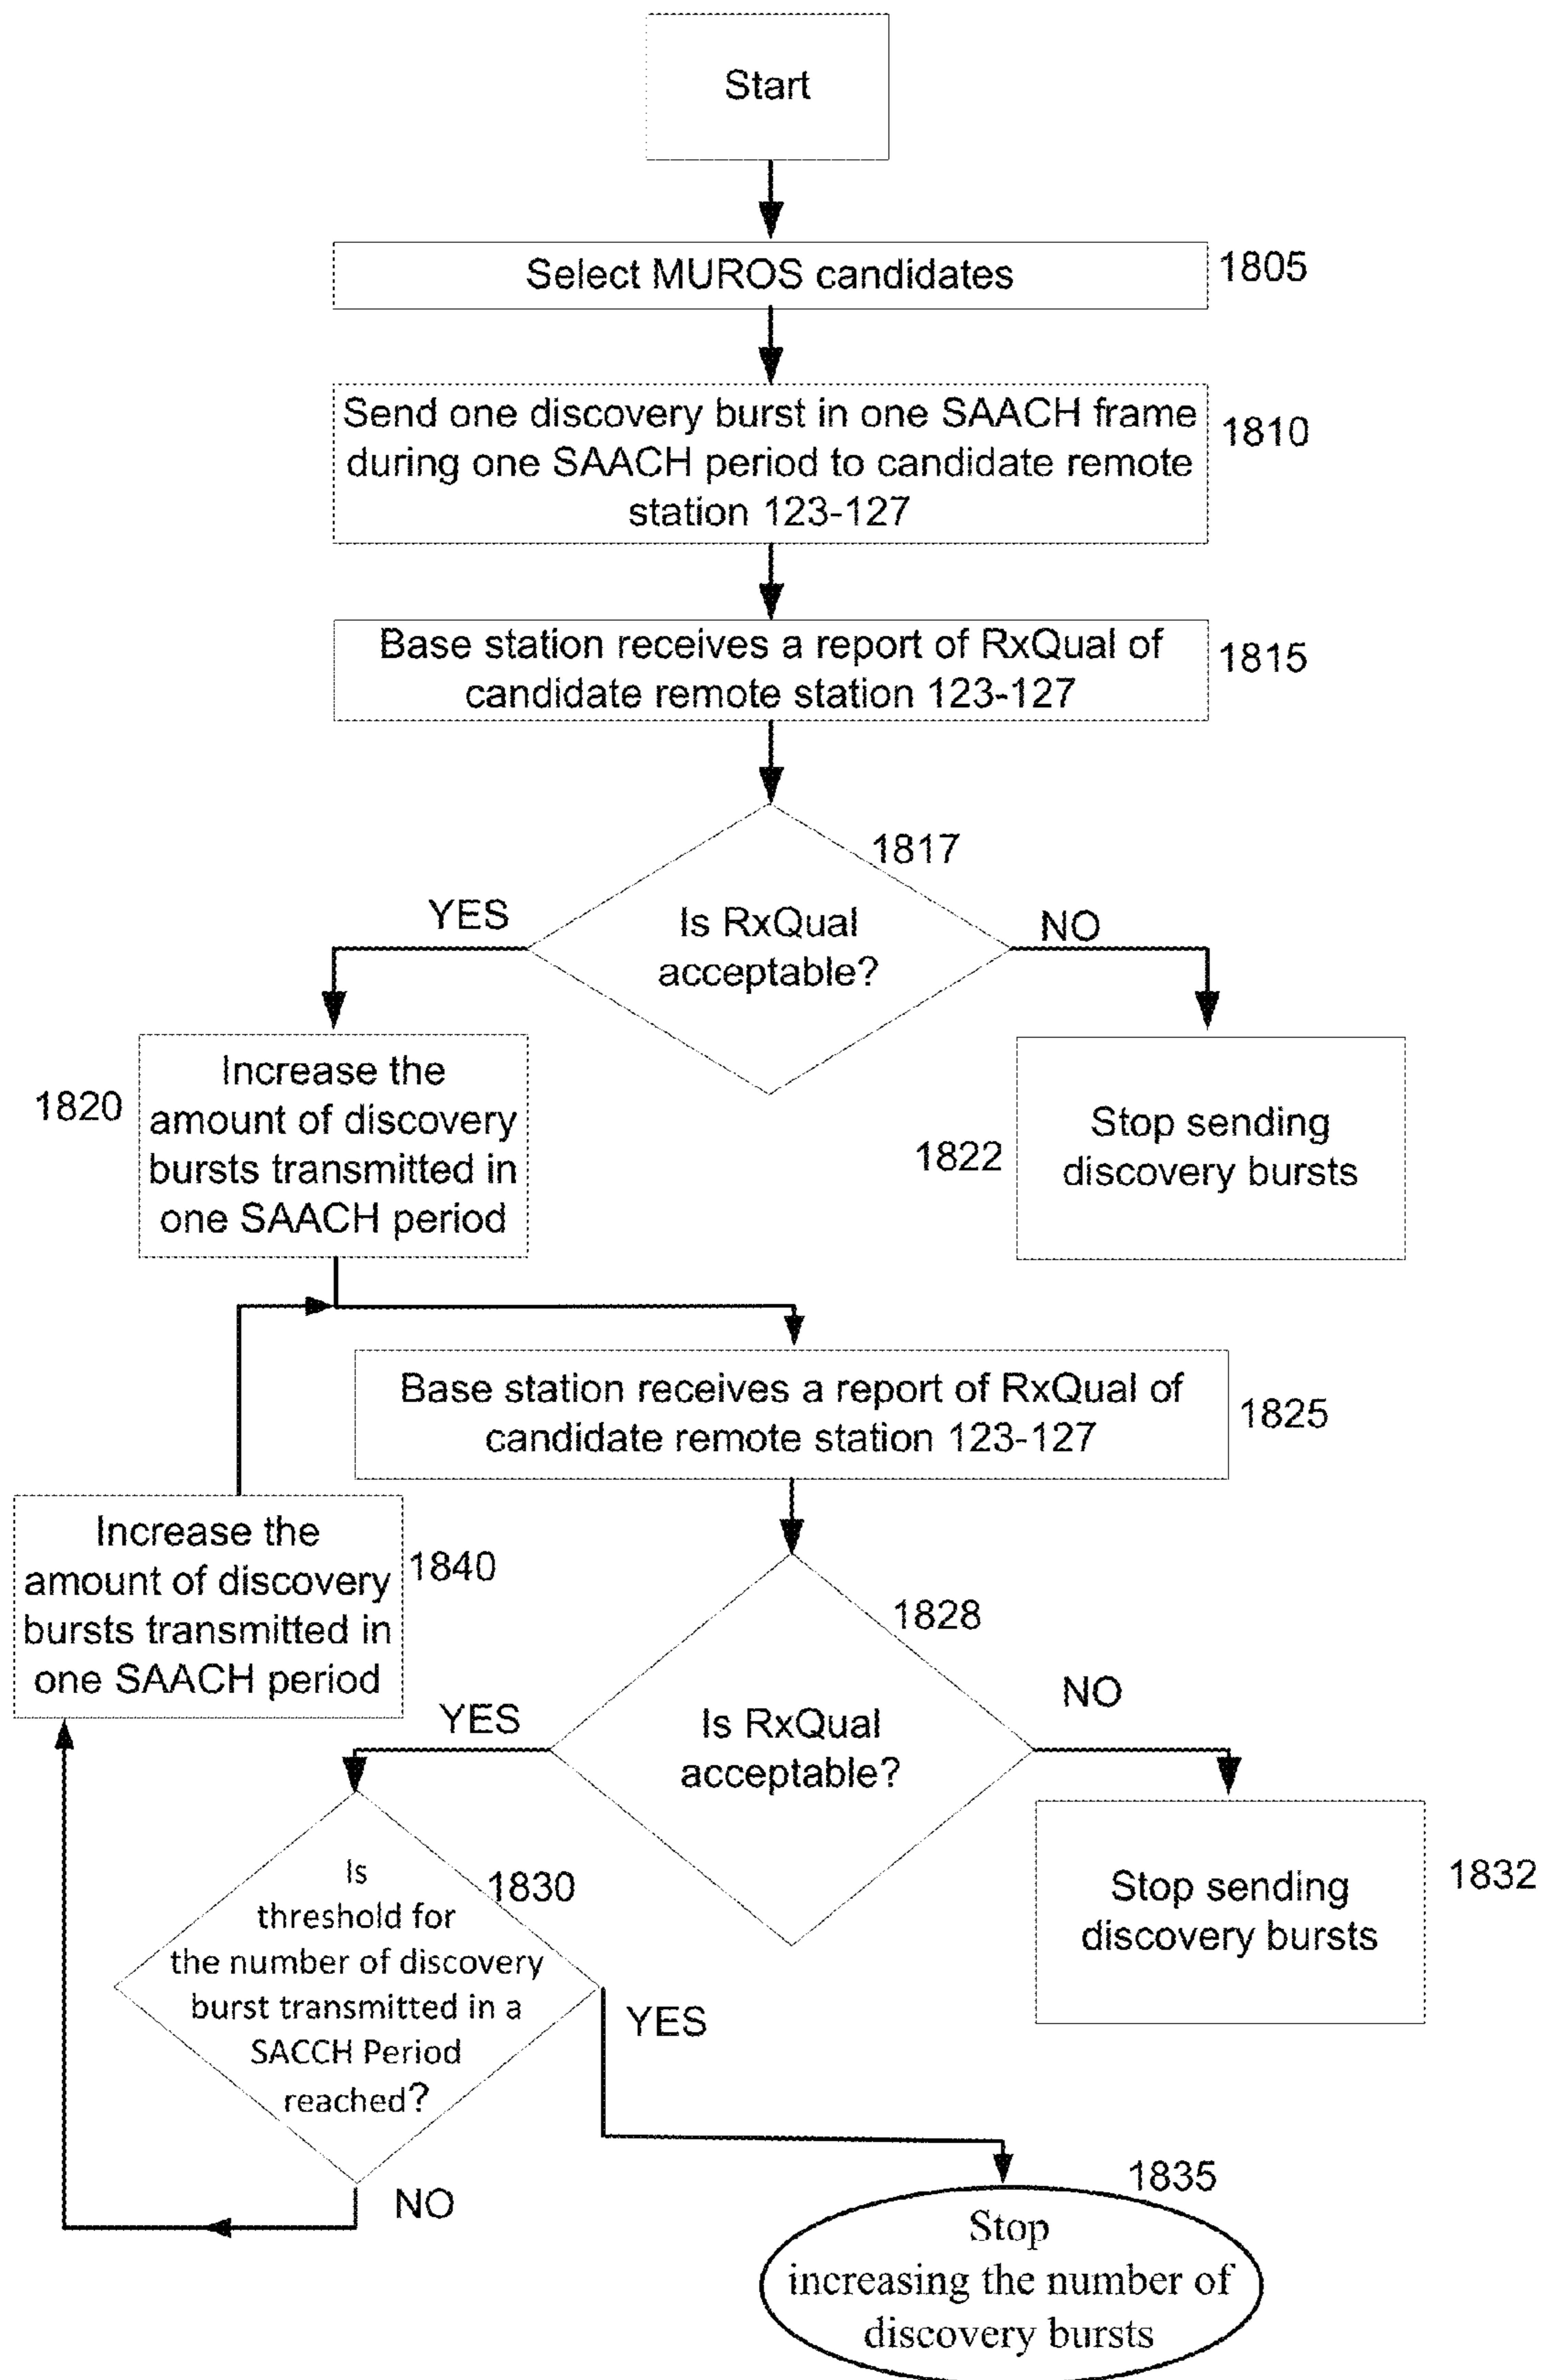 Start
Select MUROS candidates
1805
Send one discovery burst in one SAACH frame
during one SAACH period to candidate remote
station 123-127
1810
Base station receives a report of RxQual of
candidate remote station 123-127
1815
1817
YES
Is RxQual
acceptable?
NO
1820
Increase the
amount of discovery
bursts transmitted in
one SAACH period
1822
Stop sending
discovery bursts
Base station receives a report of RxQual of
candidate remote station 123-127
1825
Increase the
amount of discovery
bursts transmitted in
one SAACH period
1840
1828
YES
Is RxQual
acceptable?
NO
Is
threshold for
the number of discovery
burst transmitted in a
SACCH Period
reached?
1830
Stop sending
discovery bursts
1832
YES
NO
1835
Stop
increasing the number of
discovery bursts